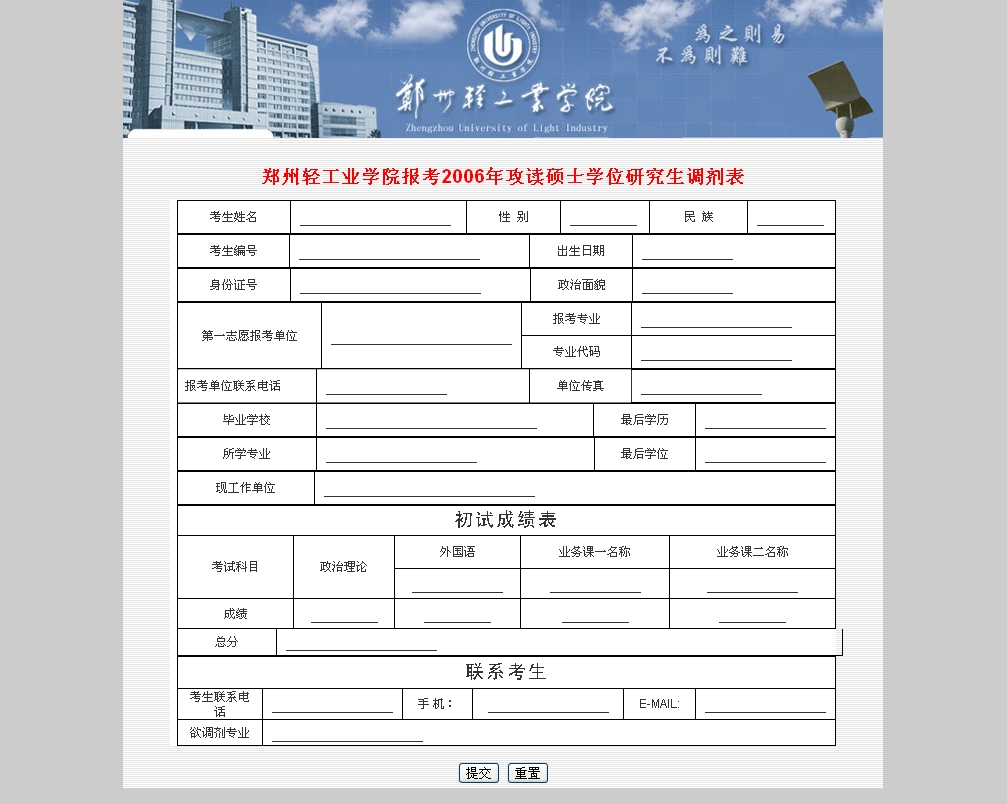 為之則易
不為則難
ZHENGZHOU UNIVERSITY OF LIGHT INDUSTRY
郑州轻工业学院
鄭州轻工業学院
Zhengzhou University of Light Industry
郑州轻工业学院报考2006年攻读硕士学位研究生调剂表
考生姓名 性 别 民 族
考生编号 出生日期
身份证号 政治面貌
第一志愿报考单位 报考专业
专业代码
报考单位联系电话 单位传真
毕业学校 最后学历
所学专业 最后学位
现工作单位
初试成绩表
考试科目 政治理论 外国语 业务课一名称 业务课二名称
成绩
总分
联系考生
考生联系电
话 手 机： E-MAIL:
欲调剂专业
提交 重置